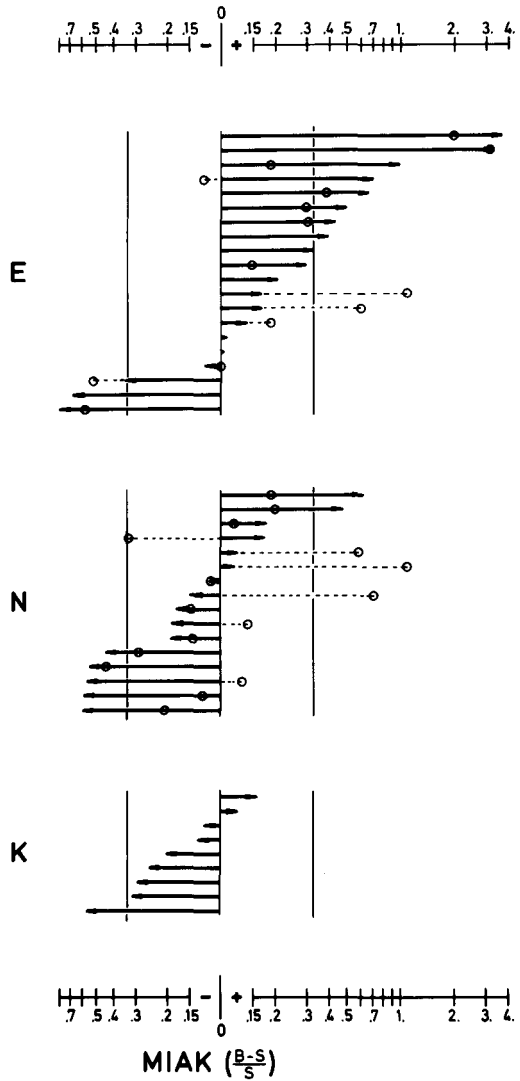 0
.7 .5 .4 .3 .2 .15 - + .15 .2 .3 .4 .5 .7 1. 2. 3. 4.
E
N
K
- +
.7 .5 .4 .3 .2 .15 0 .15 .2 .3 .4 .5 .7 1. 2. 3. 4.
MIAK (B-S/S)